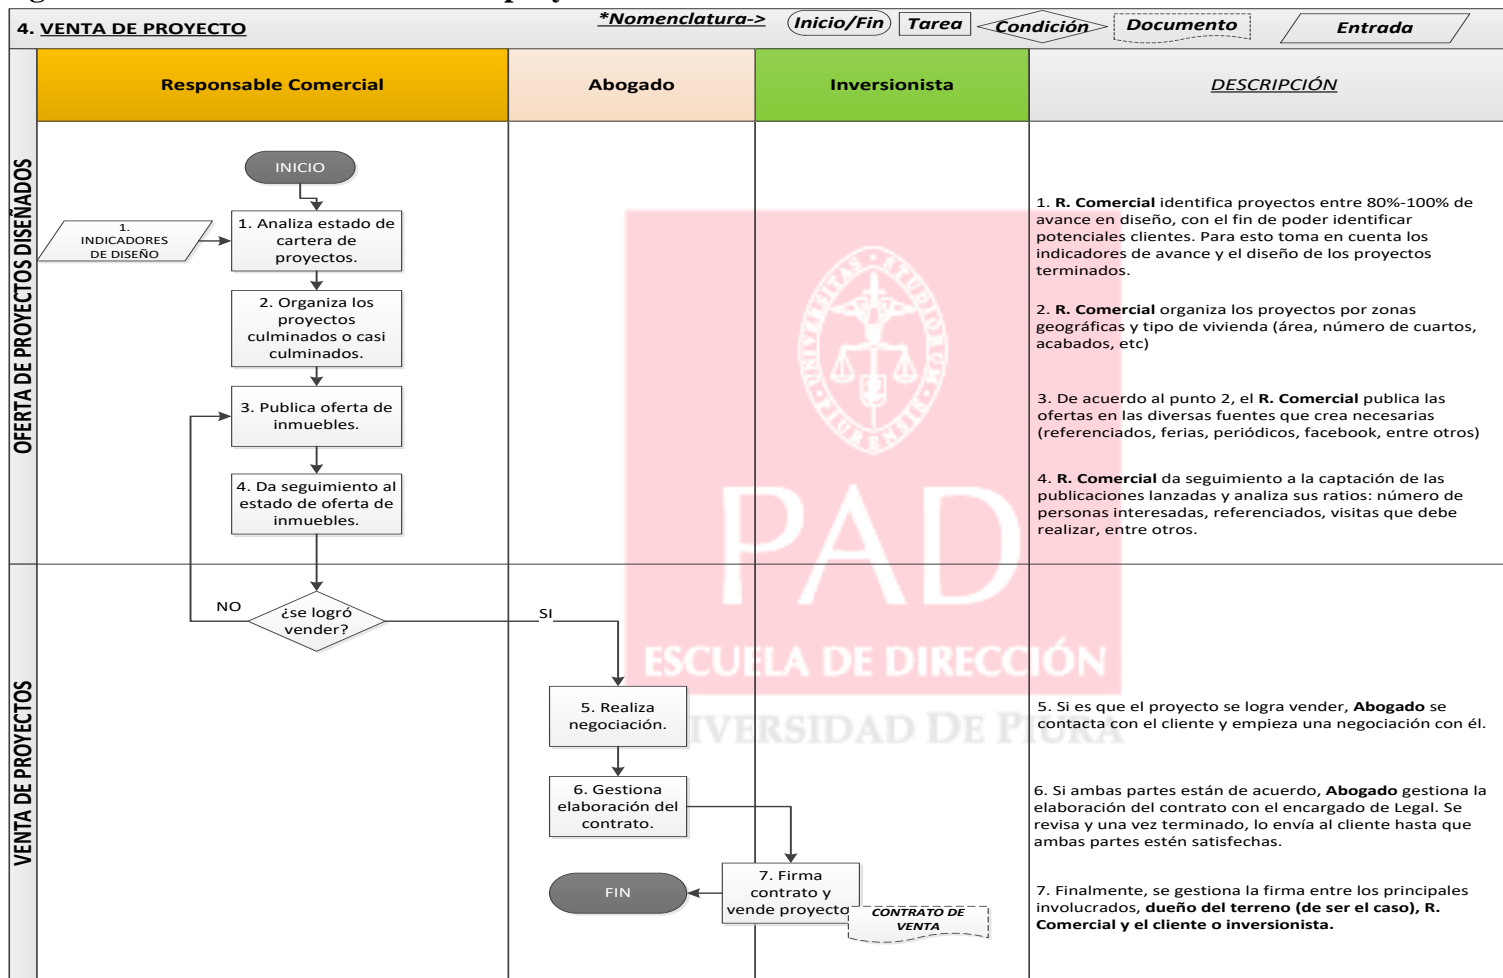 4. VENTA DE PROYECTO
*Nomenclatura->
Inicio/Fin
Tarea
Condición
Documento
Entrada
Responsable Comercial
Abogado
Inversionista
DESCRIPCIÓN
OFERTA DE PROYECTOS DISEÑADOS
INICIO
1.
INDICADORES
DE DISEÑO
1. Analiza estado de
cartera de
proyectos.
2. Organiza los
proyectos
culminados o casi
culminados.
3. Publica oferta de
inmuebles.
4. Da seguimiento al
estado de oferta de
inmuebles.
1. R. Comercial identifica proyectos entre 80%-100% de
avance en diseño, con el fin de poder identificar
potenciales clientes. Para esto toma en cuenta los
indicadores de avance y el diseño de los proyectos
terminados.
2. R. Comercial organiza los proyectos por zonas
geográficas y tipo de vivienda (área, número de cuartos,
acabados, etc)
3. De acuerdo al punto 2, el R. Comercial publica las
ofertas en las diversas fuentes que crea necesarias
(referenciados, ferias, periódicos, facebook, entre otros)
4. R. Comercial da seguimiento a la captación de las
publicaciones lanzadas y analiza sus ratios: número de
personas interesadas, referenciados, visitas que debe
realizar, entre otros.
UNIVERSITAS STUDIORUM PIURENSIS
PAD
ESCUELA DE DIRECCIÓN
VERSIDAD DE PIURA
VENTA DE PROYECTOS
NO
¿se logró
vender?
SI
5. Realiza
negociación.
6. Gestiona
elaboración del
contrato.
7. Firma
contrato y
vende proyecto
CONTRATO DE
VENTA
FIN
5. Si es que el proyecto se logra vender, Abogado se
contacta con el cliente y empieza una negociación con él.
6. Si ambas partes están de acuerdo, Abogado gestiona la
elaboración del contrato con el encargado de Legal. Se
revisa y una vez terminado, lo envía al cliente hasta que
ambas partes estén satisfechas.
7. Finalmente, se gestiona la firma entre los principales
involucrados, dueño del terreno (de ser el caso), R.
Comercial y el cliente o inversionista.